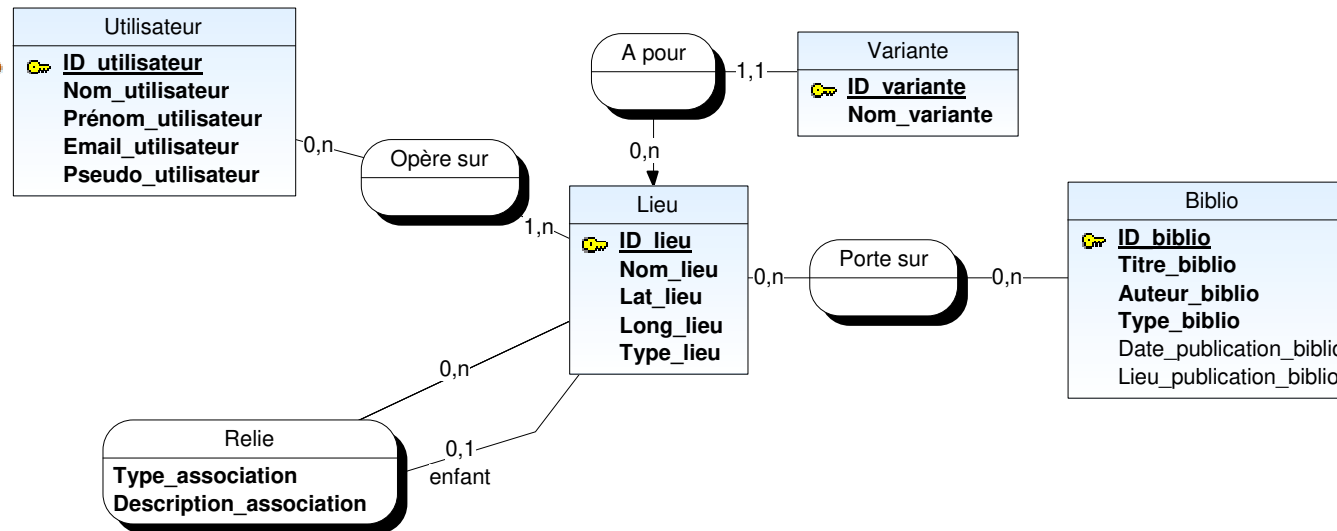 Utilisateur
ID_utilisateur
Nom_utilisateur
Prénom_utilisateur
Email_utilisateur
Pseudo_utilisateur
0,n
Opère sur
1,n
A pour
1,1
0,n
Variante
ID_variante
Nom_variante
Lieu
ID_lieu
Nom_lieu
Lat_lieu
Long_lieu
Type_lieu
0,n
Porte sur
0,n
Biblio
ID_biblio
Titre_biblio
Auteur_biblio
Type_biblio
Date_publication_biblio
Lieu_publication_biblio
0,n
0,1
enfant
Relie
Type_association
Description_association